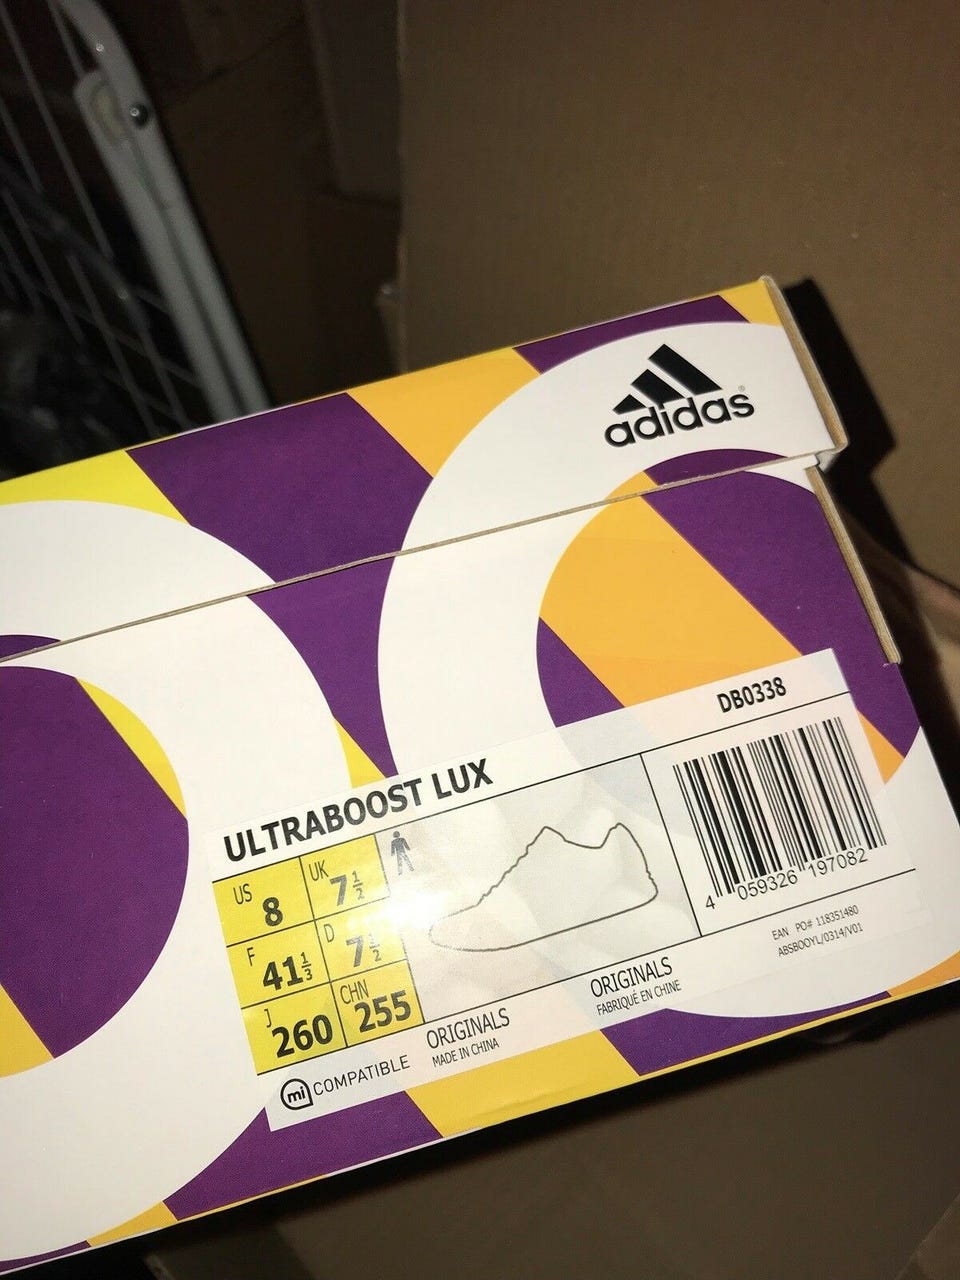 adidas®
DB0338
ULTRABOOST LUX
US 8
UK 7½
F 41⅓
D 7½
J 260
CHN 255
4 059326 197082
EAN PO# 118351480
ABSBOOYL/0314/V01
ORIGINALS
MADE IN CHINA
ORIGINALS
FABRIQUÉ EN CHINE
mi COMPATIBLE